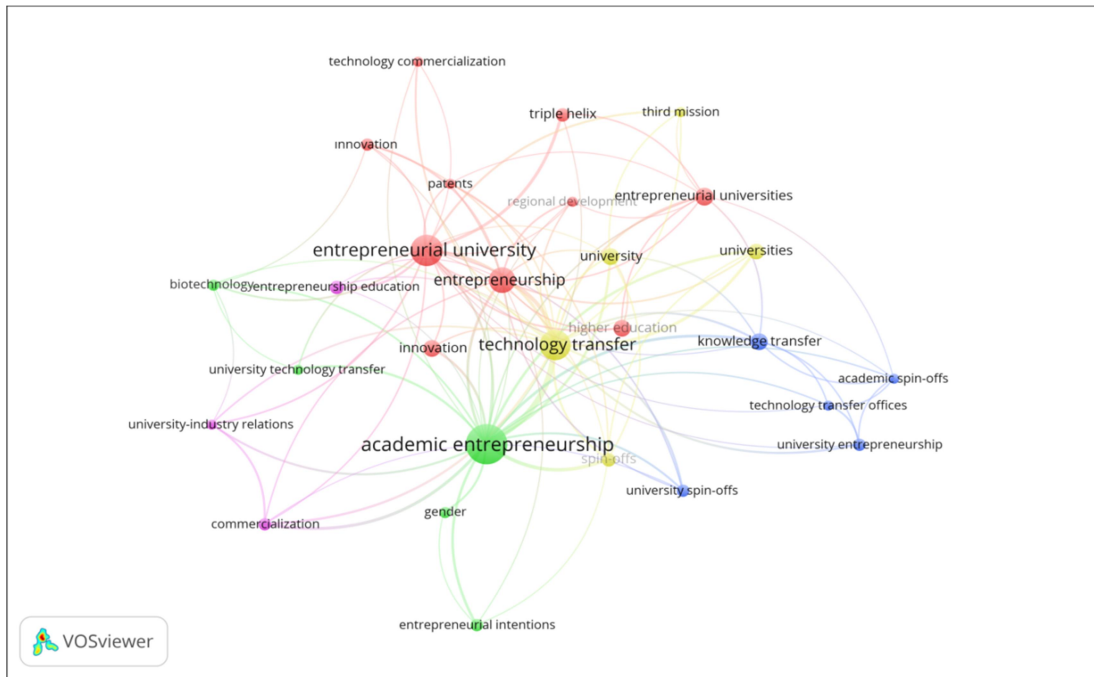 technology commercialization
triple helix
third mission
ınnovation
patents
entrepreneurial universities
regional development
entrepreneurial university
university
universities
entrepreneurship
biotechnology
entrepreneurship education
higher education
technology transfer
knowledge transfer
innovation
university technology transfer
academic spin-offs
technology transfer offices
university-industry relations
academic entrepreneurship
university entrepreneurship
spin-offs
university spin-offs
gender
commercialization
entrepreneurial intentions
VOSviewer